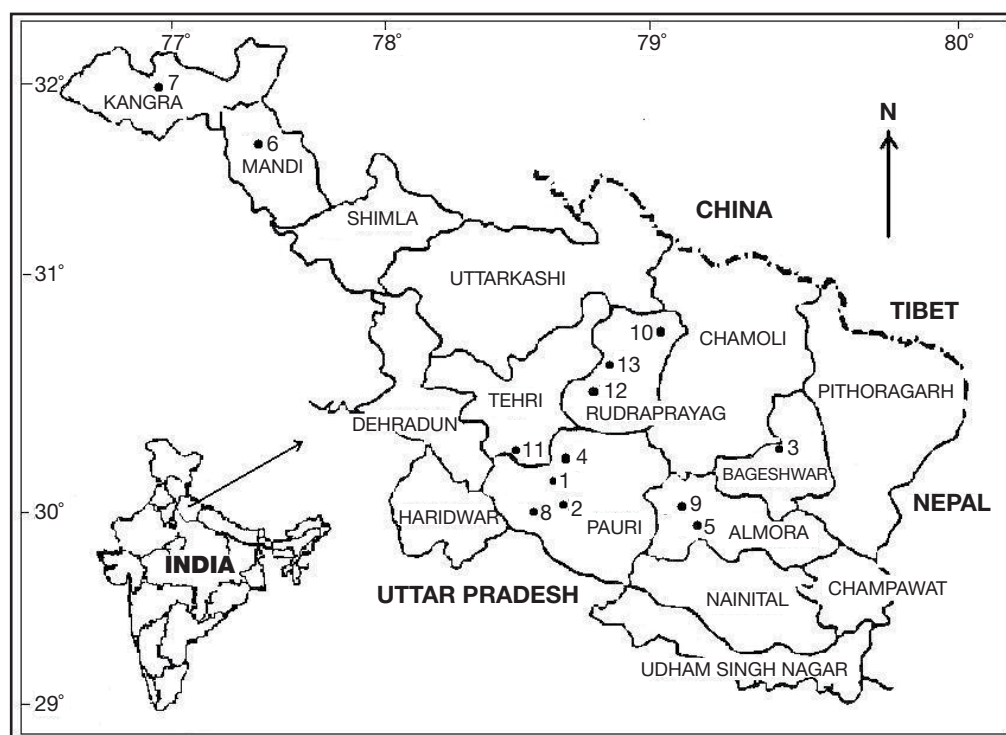 77° 78° 79° 80°
32°
7
KANGRA
N
6
MANDI
CHINA
SHIMLA
31°
UTTARKASHI
TIBET
10
CHAMOLI
13
PITHORAGARH
12
TEHRI
RUDRAPRAYAG
DEHRADUN
11
4
3
BAGESHWAR
1
9
2
8
30°
HARIDWAR
PAURI
5
ALMORA
NEPAL
INDIA
UTTAR PRADESH
NAINITAL
CHAMPAWAT
UDHAM SINGH NAGAR
29°